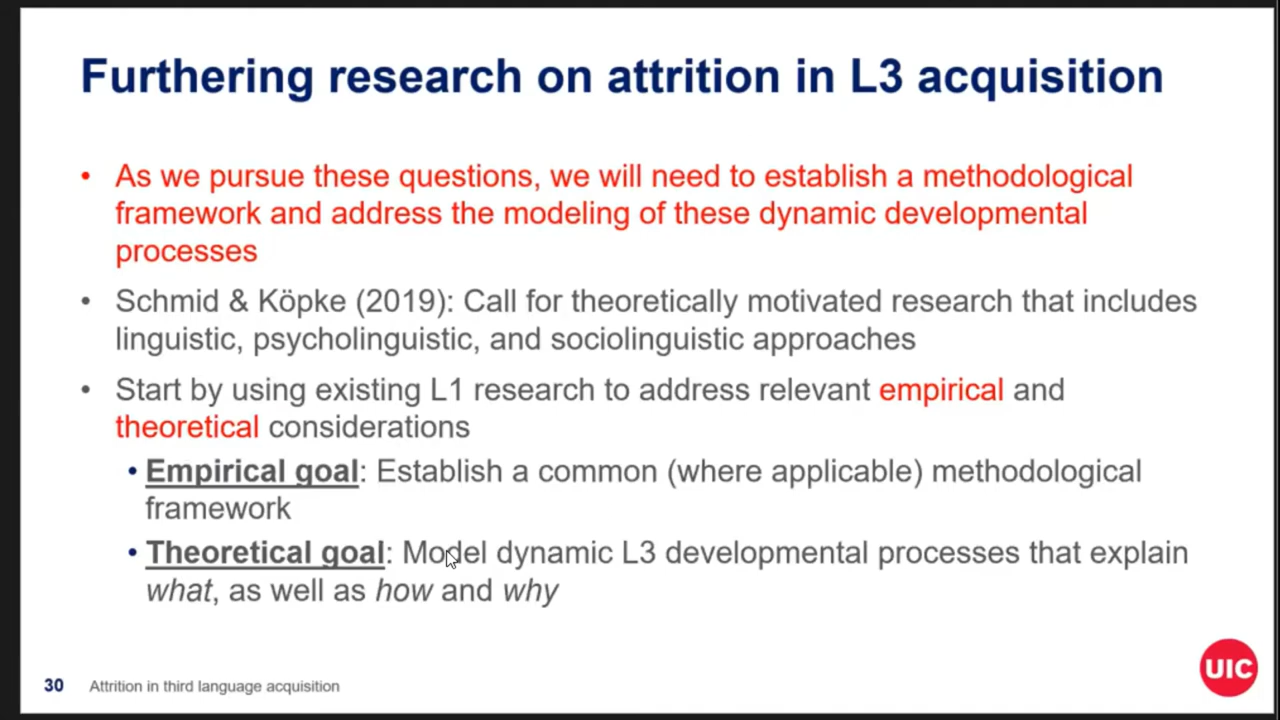 Furthering research on attrition in L3 acquisition
• As we pursue these questions, we will need to establish a methodological
framework and address the modeling of these dynamic developmental
processes
• Schmid & Köpke (2019): Call for theoretically motivated research that includes
linguistic, psycholinguistic, and sociolinguistic approaches
• Start by using existing L1 research to address relevant empirical and
theoretical considerations
• Empirical goal: Establish a common (where applicable) methodological
framework
• Theoretical goal: Model dynamic L3 developmental processes that explain
what, as well as how and why
30 Attrition in third language acquisition
UIC